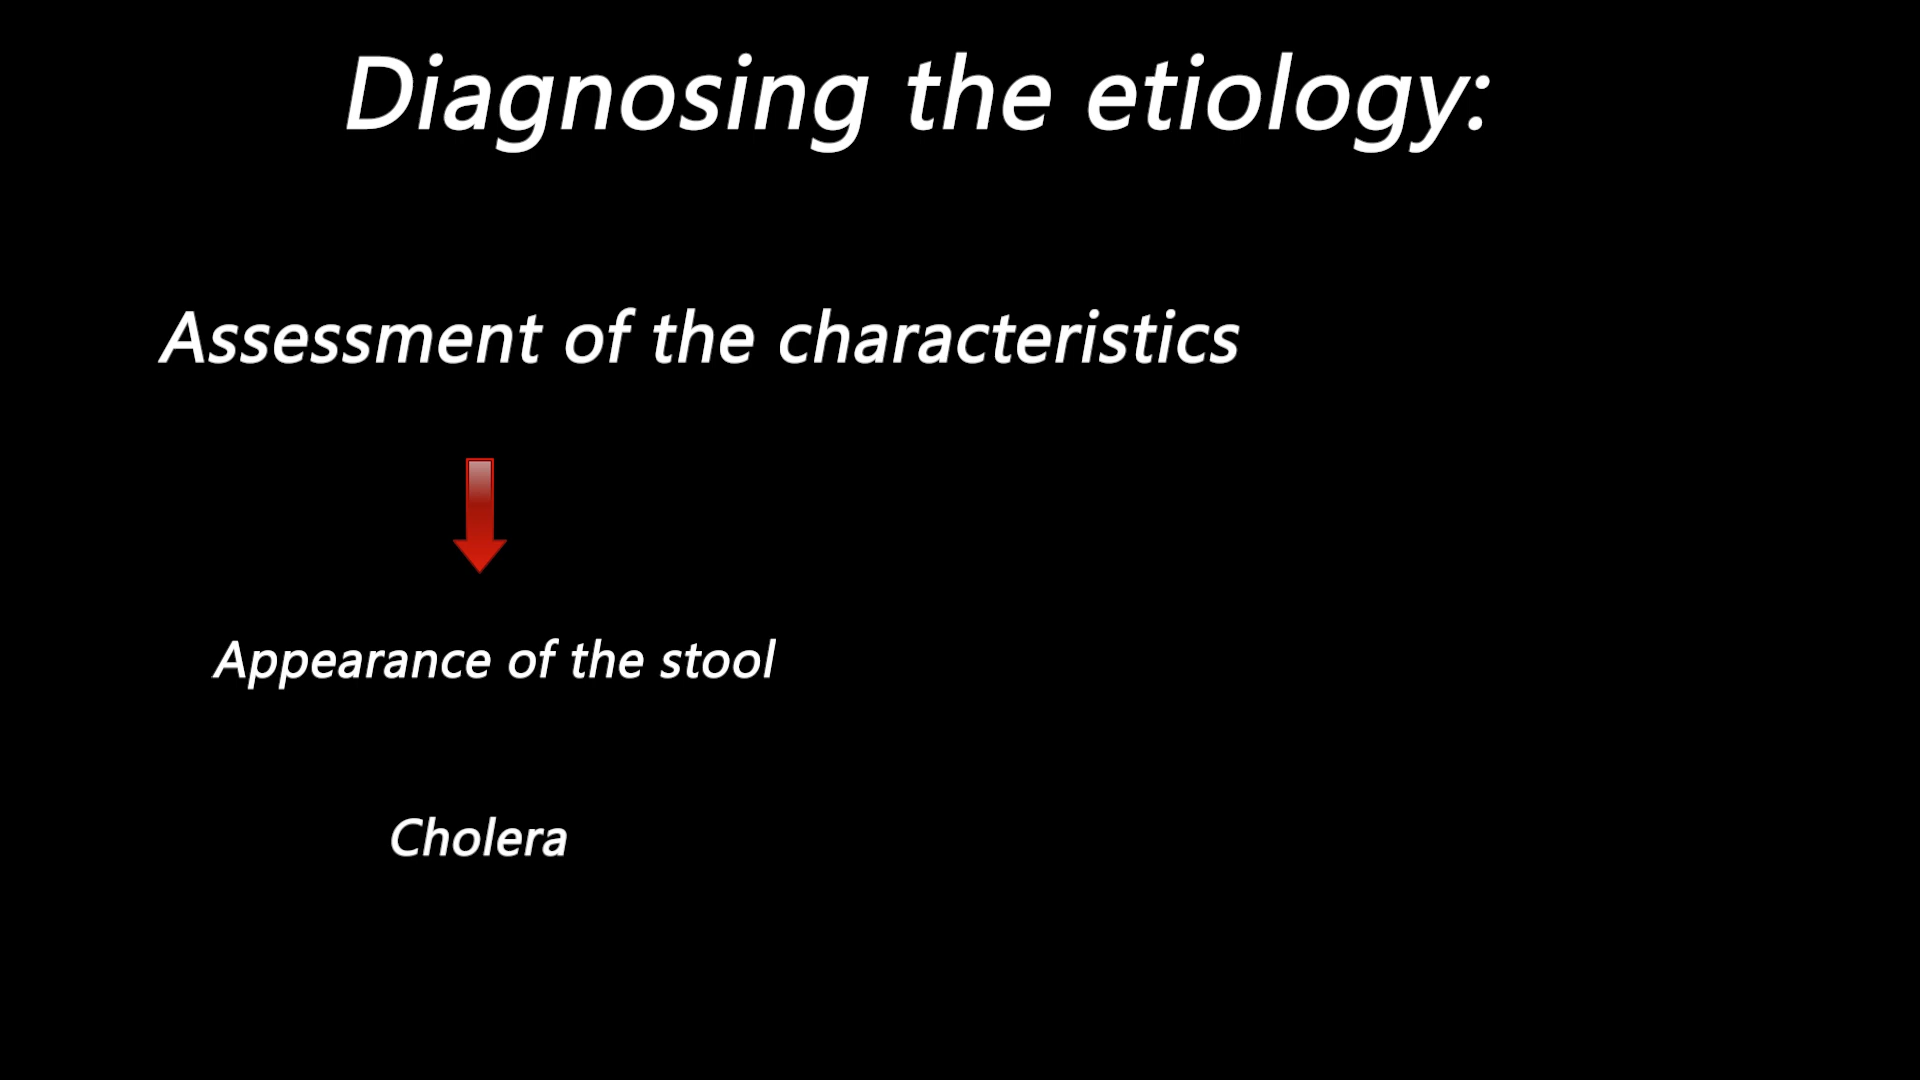 Diagnosing the etiology:
Assessment of the characteristics
Appearance of the stool
Cholera